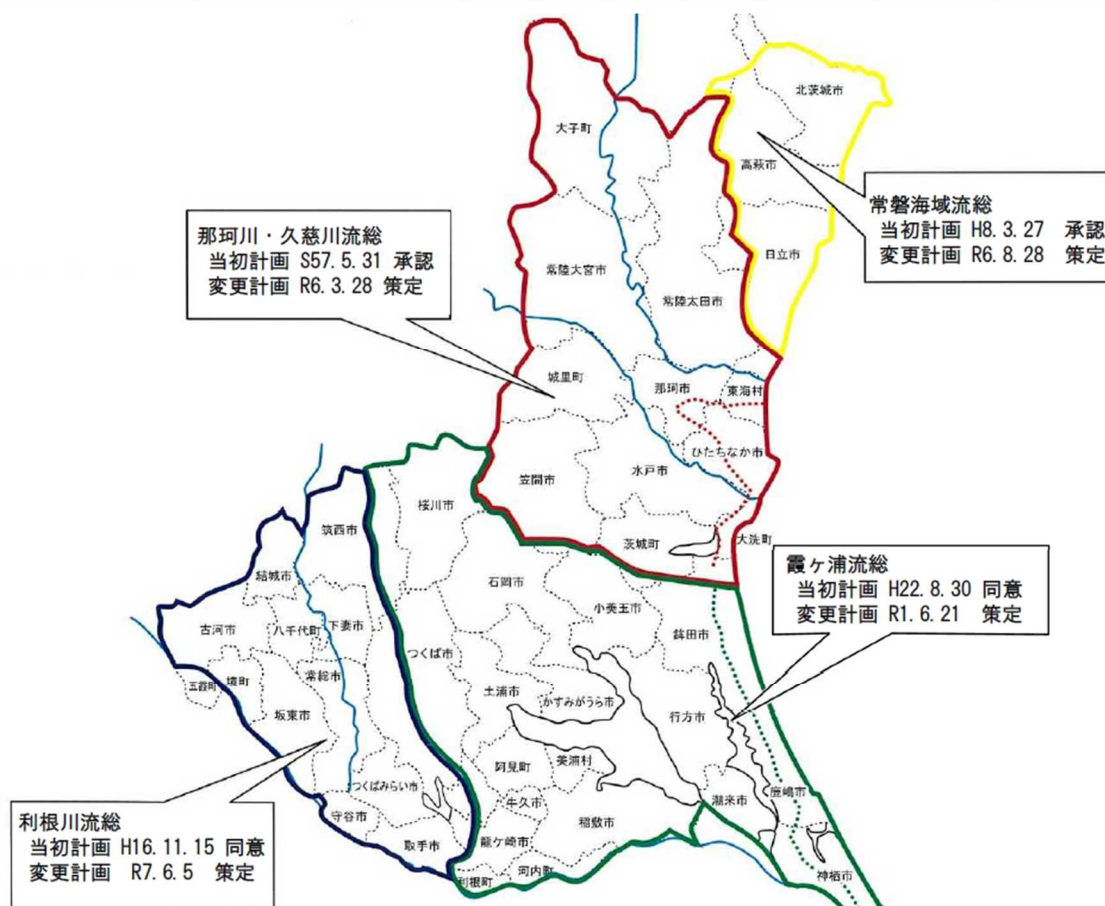 北茨城市
大子町
高萩市
常磐海域流総
当初計画 H8.3.27 承認
変更計画 R6.8.28 策定
那珂川・久慈川流総
当初計画 S57.5.31 承認
変更計画 R6.3.28 策定
日立市
常陸大宮市
常陸太田市
城里町
那珂市
東海村
ひたちなか市
水戸市
笠間市
桜川市
筑西市
茨城町
大洗町
霞ヶ浦流総
当初計画 H22.8.30 同意
変更計画 R1.6.21 策定
結城市
石岡市
小美玉市
鉾田市
古河市
八千代町
下妻市
つくば市
五霞町
境町
常総市
土浦市
かすみがうら市
行方市
坂東市
阿見町
美浦村
つくばみらい市
牛久市
潮来市
鹿嶋市
利根川流総
当初計画 H16.11.15 同意
変更計画 R7.6.5 策定
守谷市
取手市
龍ケ崎市
稲敷市
利根町
河内町
神栖市